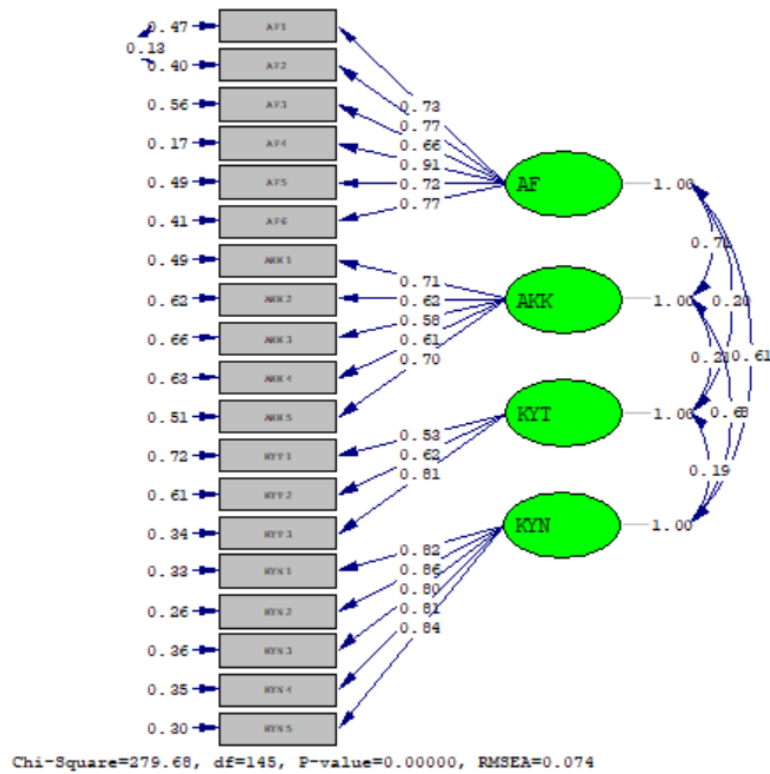 0.47 AF1
0.13
0.40 AF2
0.56 AF3
0.17 AF4
0.49 AF5
0.41 AF6
0.49 AKK1
0.62 AKK2
0.66 AKK3
0.63 AKK4
0.51 AKK5
0.72 KYT1
0.61 KYT2
0.34 KYT3
0.33 KYN1
0.26 KYN2
0.36 KYN3
0.35 KYN4
0.30 KYN5
0.73
0.77
0.66
0.91
0.72
0.77
0.71
0.62
0.58
0.61
0.70
0.53
0.62
0.81
0.82
0.86
0.80
0.81
0.84
AF 1.00
AKK 1.00
KYT 1.00
KYN 1.00
0.20
0.21
0.61
0.19
Chi-Square=279.68, df=145, P-value=0.00000, RMSEA=0.074